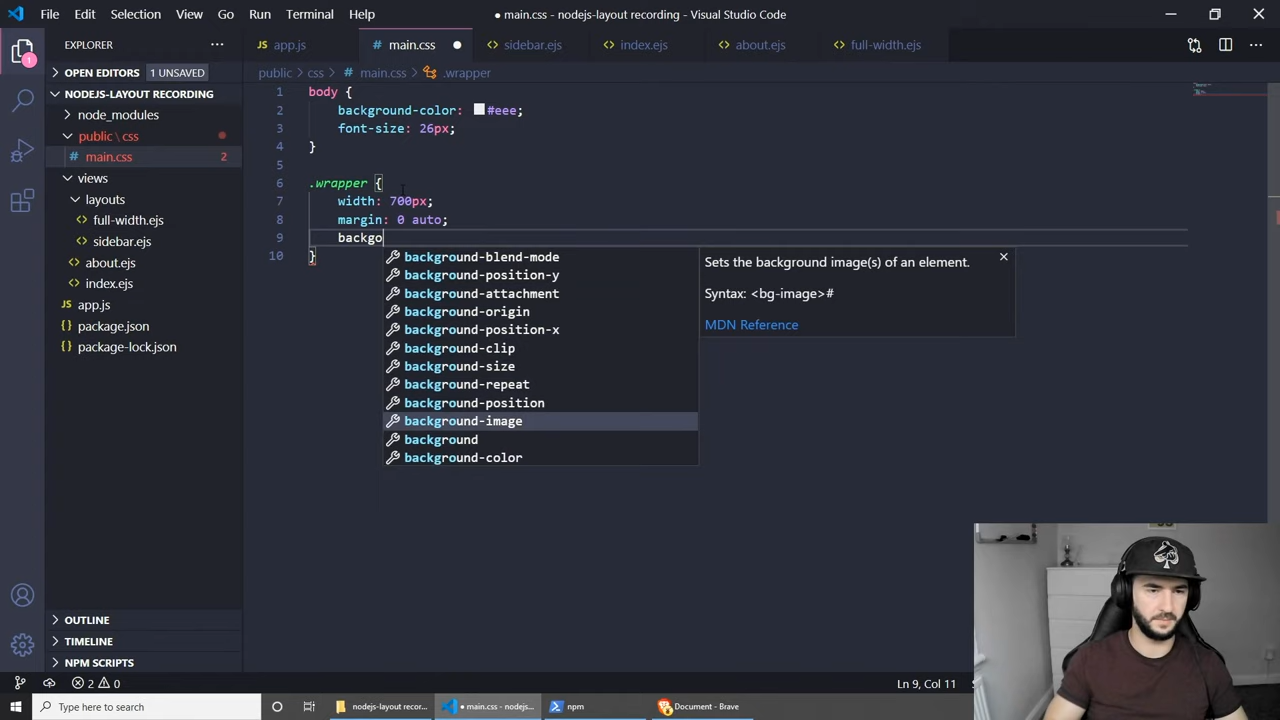 File Edit Selection View Go Run Terminal Help
● main.css - nodejs-layout recording - Visual Studio Code
EXPLORER
app.js
main.css
sidebar.ejs
index.ejs
about.ejs
full-width.ejs
OPEN EDITORS 1 UNSAVED
public > css > # main.css > .wrapper
NODEJS-LAYOUT RECORDING
node_modules
public \ css
main.css 2
views
layouts
full-width.ejs
sidebar.ejs
about.ejs
index.ejs
app.js
package.json
package-lock.json
1 body {
2 background-color: #eee;
3 font-size: 26px;
4 }
5
6 .wrapper {
7 width: 700px;
8 margin: 0 auto;
9 backgo
10 }
background-blend-mode
background-position-y
background-attachment
background-origin
background-position-x
background-clip
background-size
background-repeat
background-position
background-image
background
background-color
Sets the background image(s) of an element.
Syntax: <bg-image>#
MDN Reference
OUTLINE
TIMELINE
NPM SCRIPTS
2 0
Ln 9, Col 11
Type here to search
nodejs-layout recor...
● main.css - nodejs...
npm
Document - Brave